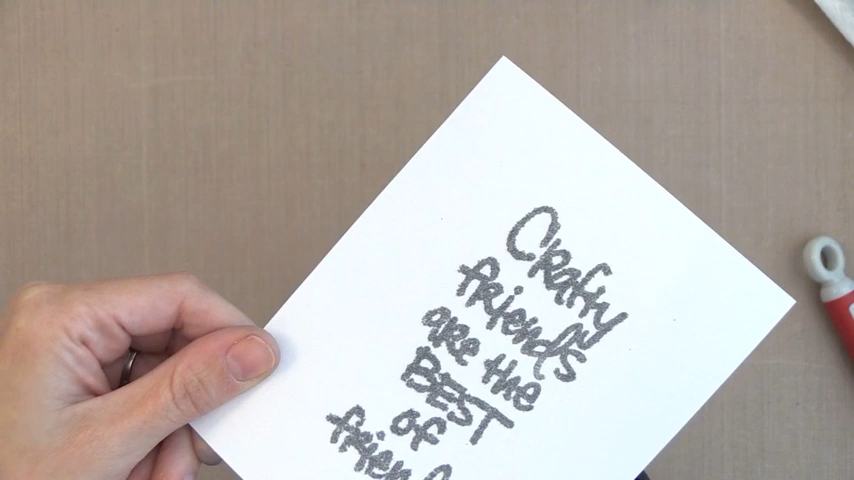 Crafty
friends
are the
BEST
of